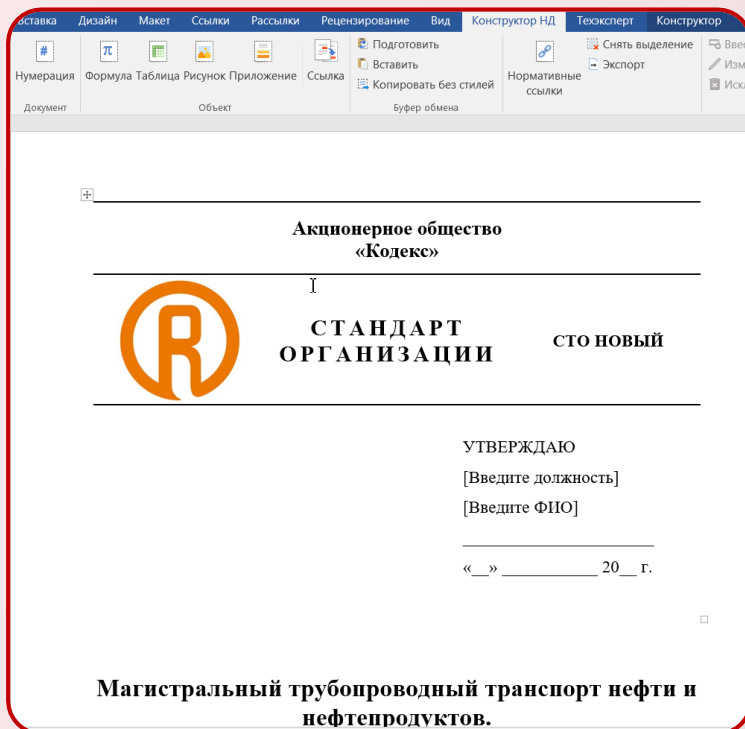 Вставка Дизайн Макет Ссылки Рассылки Рецензирование Вид Конструктор НД Техэксперт Конструктор
Подготовить Снять выделение
Вставить Экспорт
Нумерация Формула Таблица Рисунок Приложение Ссылка Копировать без стилей Нормативные ссылки
Документ Объект Буфер обмена
Акционерное общество
«Кодекс»
СТАНДАРТ
ОРГАНИЗАЦИИ
СТО НОВЫЙ
УТВЕРЖДАЮ
[Введите должность]
[Введите ФИО]
«__» ____________ 20__ г.
Магистральный трубопроводный транспорт нефти и
нефтепродуктов.